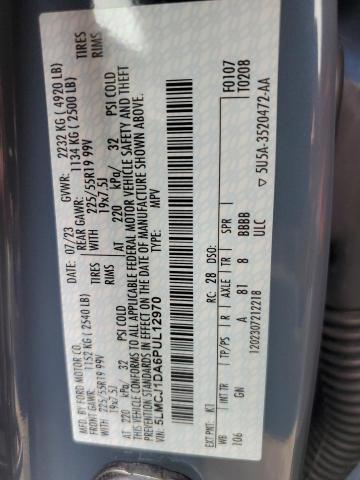 MFD. BY FORD MOTOR CO.
DATE: 07/23 GVWR: 2232 KG ( 4920 LB)
FRONT GAWR: 1152 KG ( 2540 LB) REAR GAWR: 1134 KG ( 2500 LB)
WITH 225/55R19 99V TIRES WITH 225/55R19 99V TIRES
19x7.5J RIMS 19x7.5J RIMS
AT 220 kPa/ 32 PSI COLD AT 220 kPa/ 32 PSI COLD
THIS VEHICLE CONFORMS TO ALL APPLICABLE FEDERAL MOTOR VEHICLE SAFETY AND THEFT
PREVENTION STANDARDS IN EFFECT ON THE DATE OF MANUFACTURE SHOWN ABOVE.
VIN: 5LMCJ1DA6PUL12970 TYPE: MPV
F0107
T0208
EXT PNT: K1 RC: 28 DSO:
WB INT TR TP/PS R AXLE TR SPR
106 GN A 81 8 BBBB
1202307212218 ULC
▽ 5U5A-3520472-AA